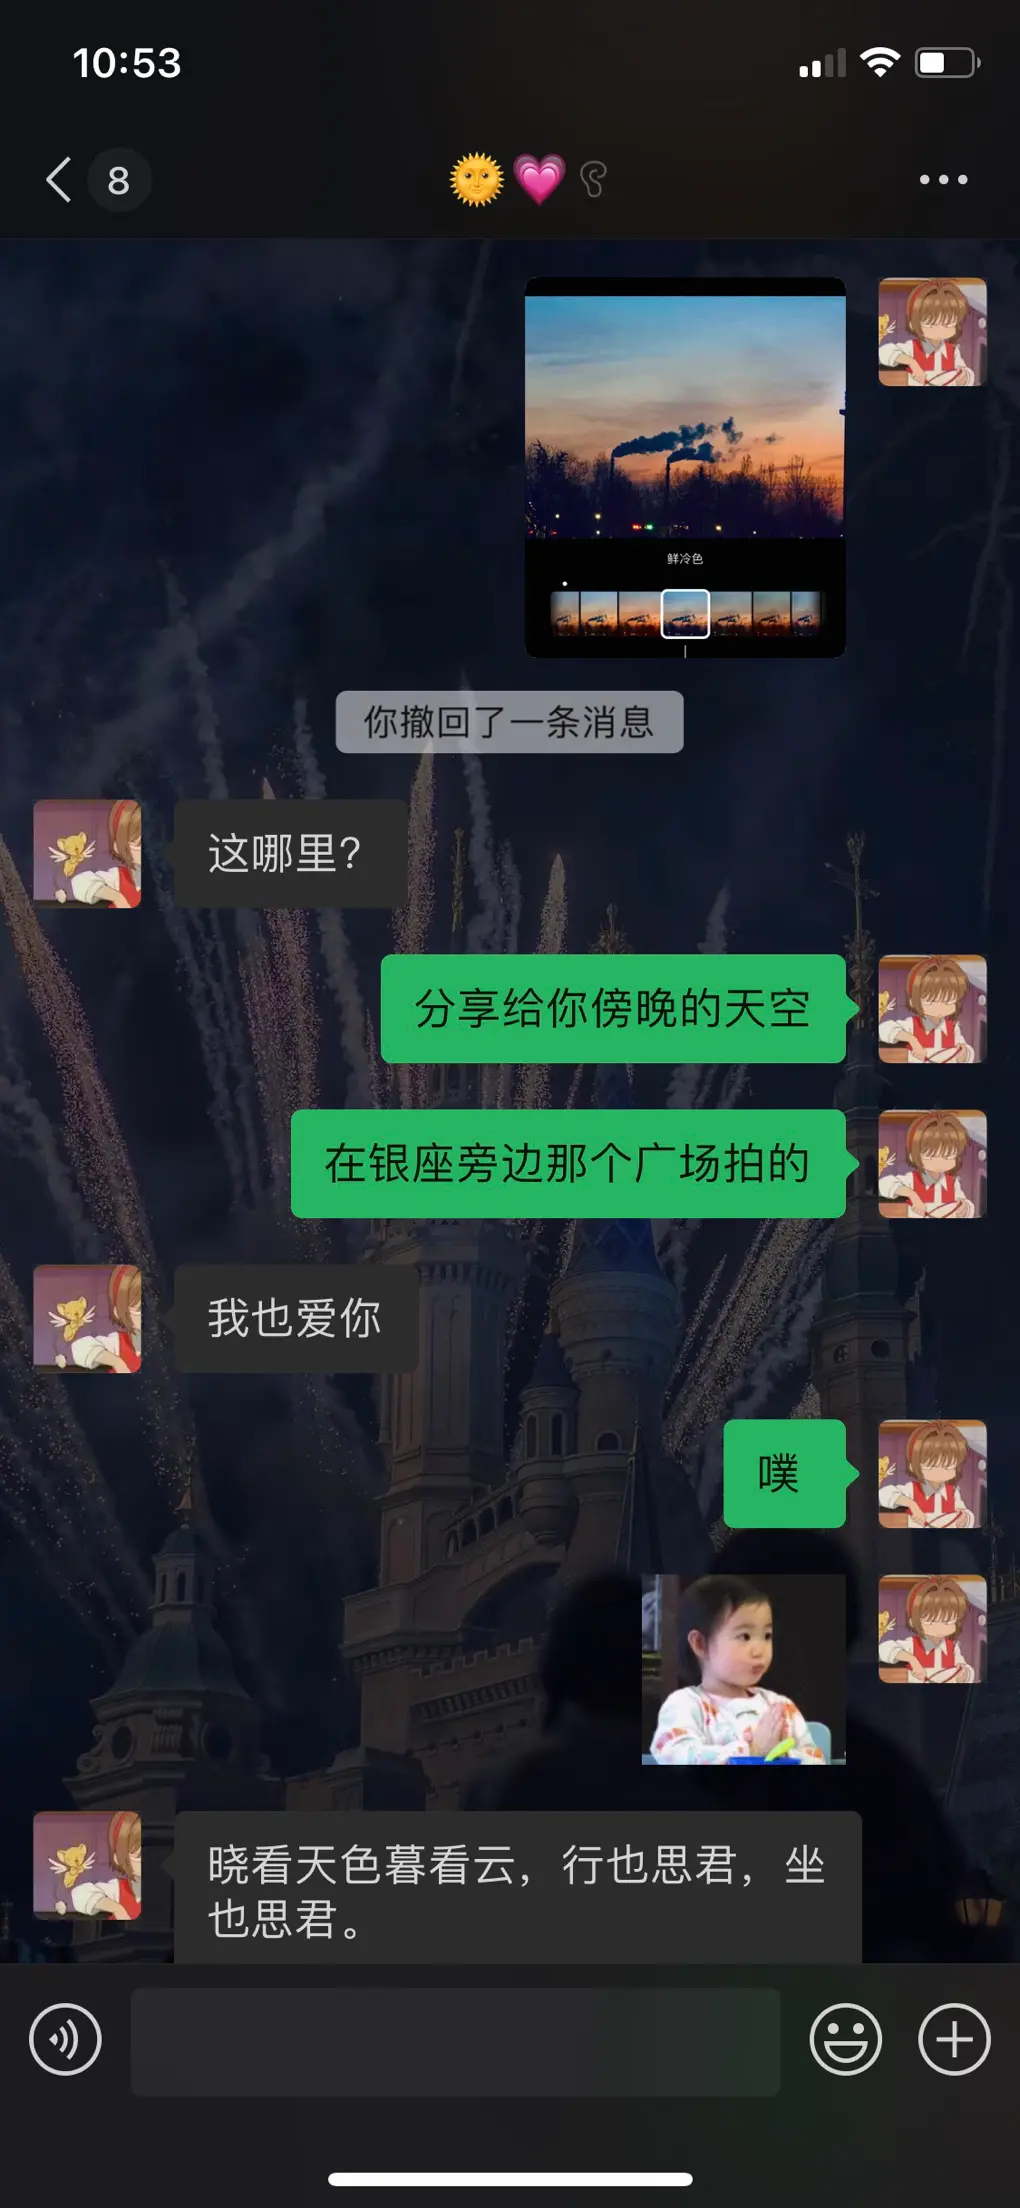 10:53
8
鲜冷色
你撤回了一条消息
这哪里?
分享给你傍晚的天空
在银座旁边那个广场拍的
我也爱你
噗
晓看天色暮看云，行也思君，坐
也思君。